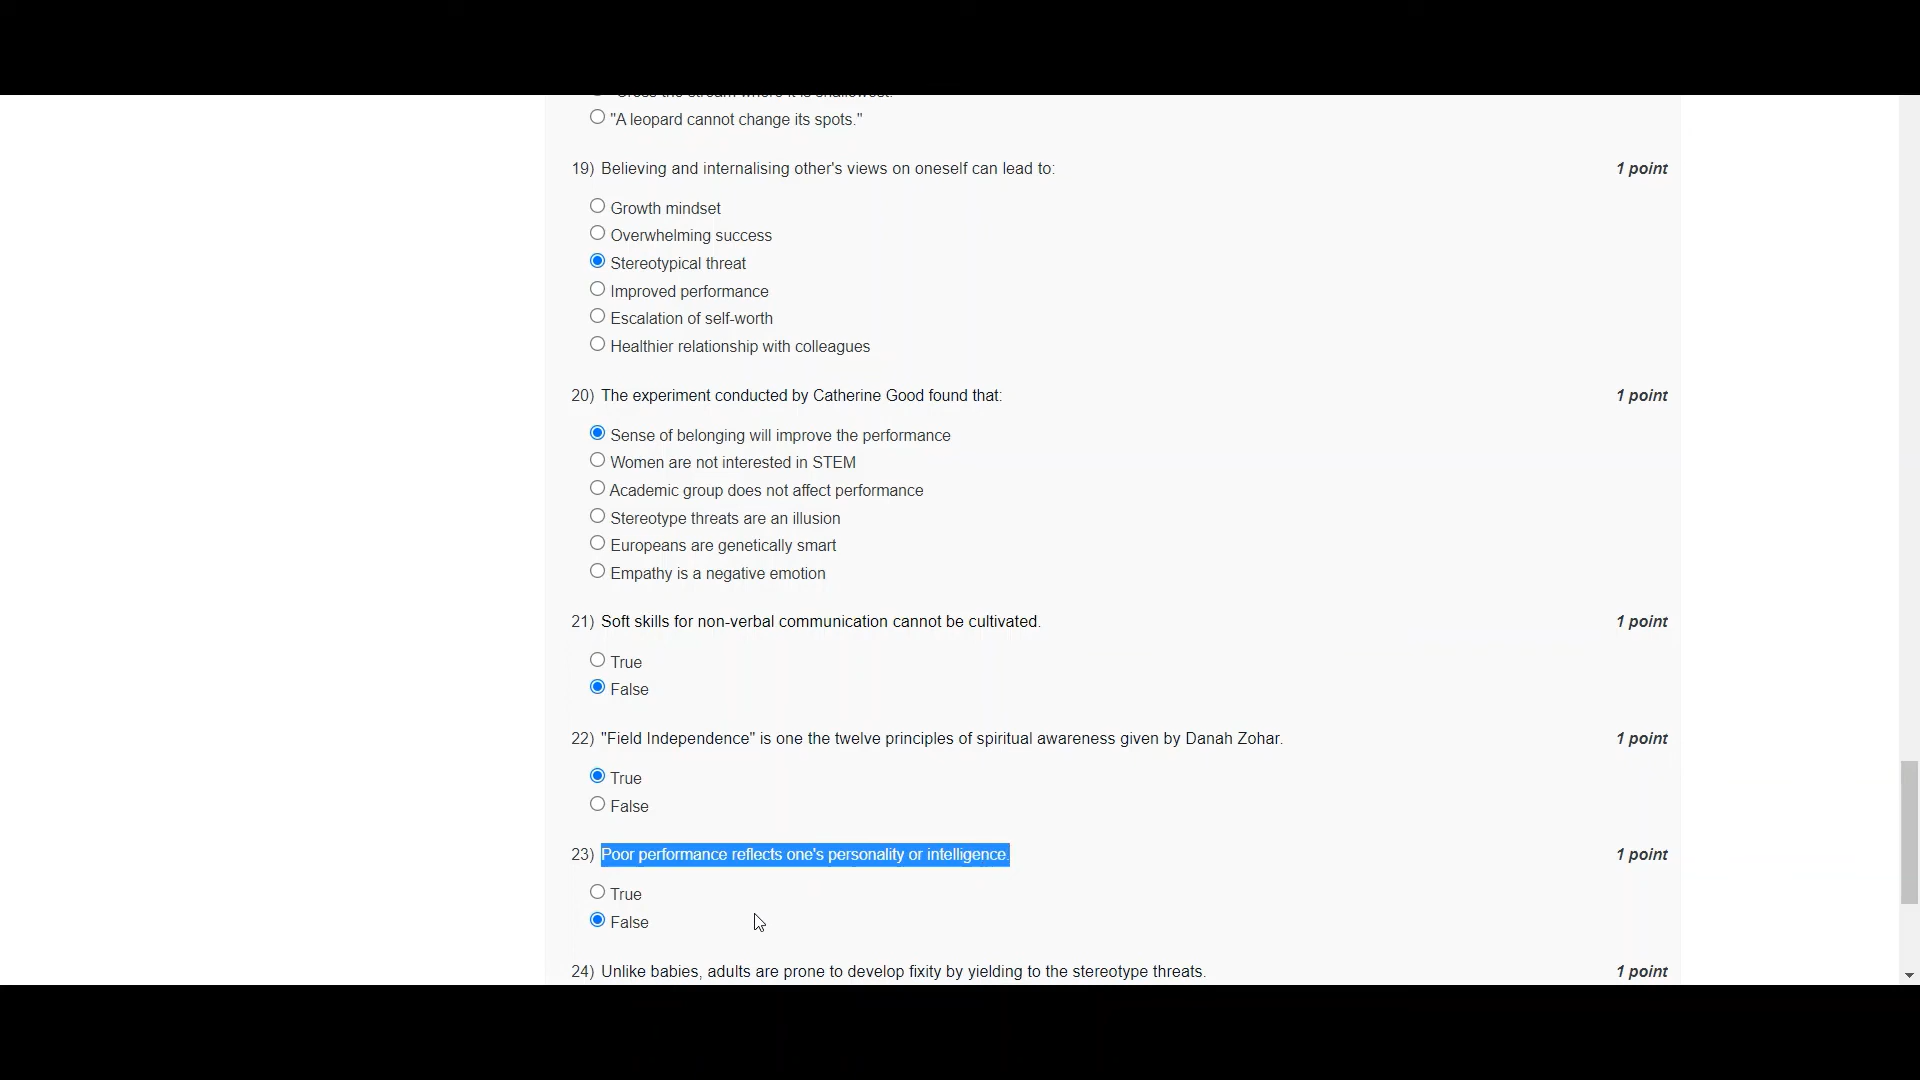 "A leopard cannot change its spots."
19) Believing and internalising other's views on oneself can lead to: 1 point
Growth mindset
Overwhelming success
Stereotypical threat
Improved performance
Escalation of self-worth
Healthier relationship with colleagues
20) The experiment conducted by Catherine Good found that: 1 point
Sense of belonging will improve the performance
Women are not interested in STEM
Academic group does not affect performance
Stereotype threats are an illusion
Europeans are genetically smart
Empathy is a negative emotion
21) Soft skills for non-verbal communication cannot be cultivated. 1 point
True
False
22) "Field Independence" is one the twelve principles of spiritual awareness given by Danah Zohar. 1 point
True
False
23) Poor performance reflects one's personality or intelligence. 1 point
True
False
24) Unlike babies, adults are prone to develop fixity by yielding to the stereotype threats. 1 point